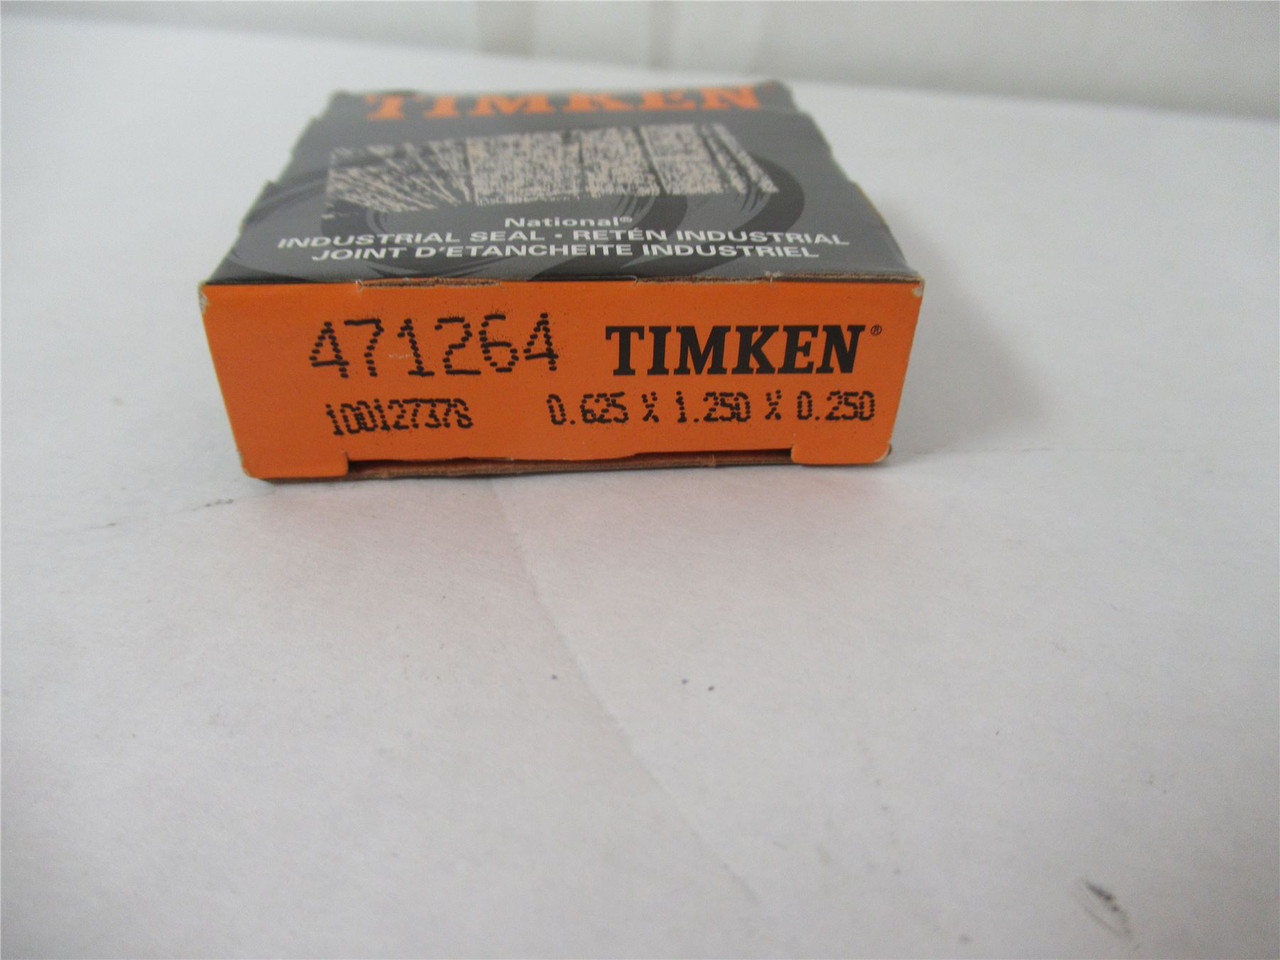 TIMKEN
National®
INDUSTRIAL SEAL · RETÉN INDUSTRIAL
JOINT D'ETANCHEITE INDUSTRIEL
471264 TIMKEN®
100127378 0.625 X 1.250 X 0.250